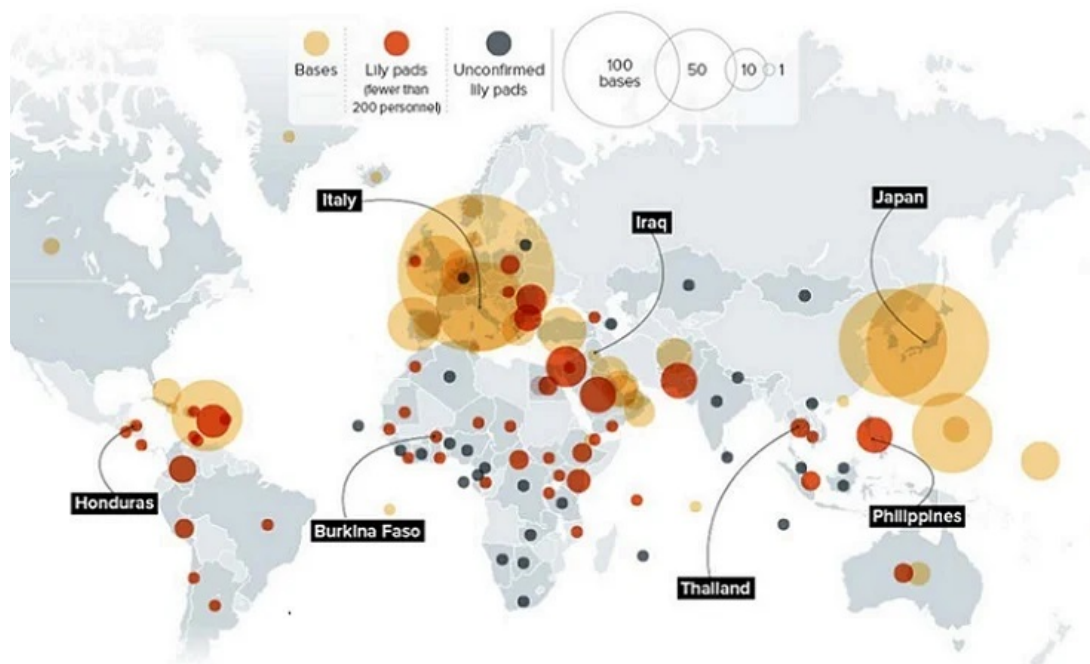 Bases
Lily pads
(fewer than
200 personnel)
Unconfirmed
lily pads
100
bases
50
10
1
Italy
Iraq
Japan
Honduras
Burkina Faso
Thailand
Philippines